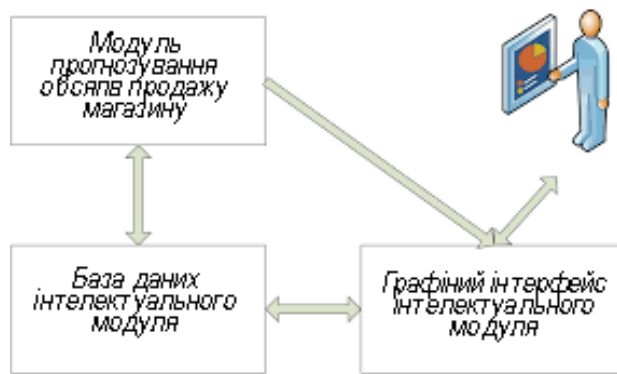 Модуль
прогнозування
обсягів продажу
магазину
База даних
інтелектуального
модуля
Графіний інтерфейс
інтелектуального
модуля